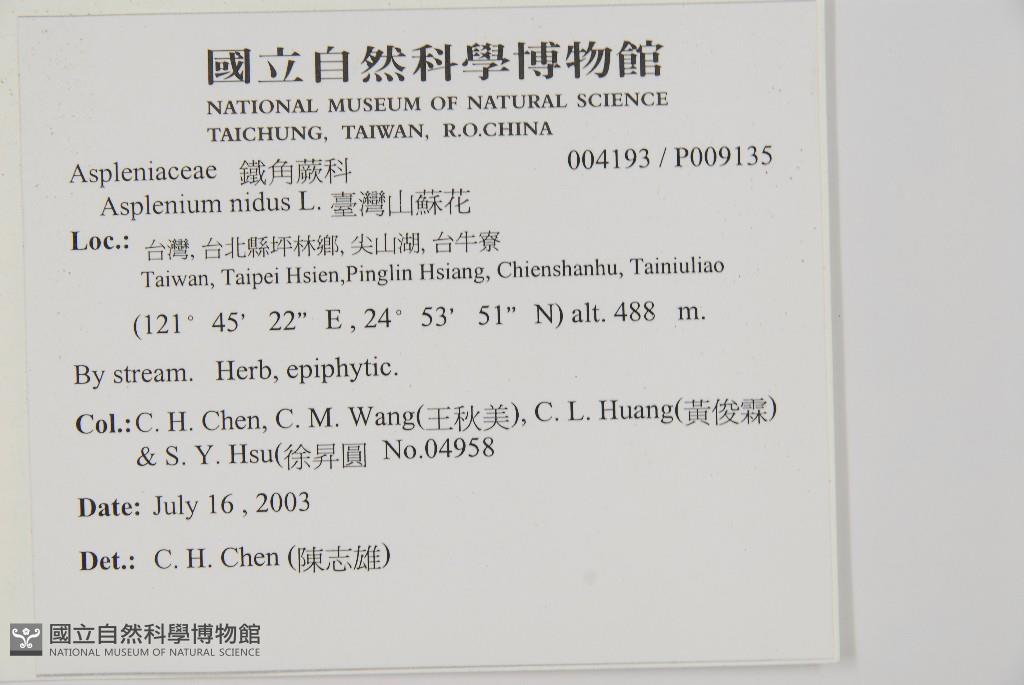 國立自然科學博物館
NATIONAL MUSEUM OF NATURAL SCIENCE
TAICHUNG, TAIWAN, R.O.CHINA
004193 / P009135
Aspleniaceae 鐵角蕨科
Asplenium nidus L. 臺灣山蘇花
Loc.: 台灣, 台北縣坪林鄉, 尖山湖, 台牛寮
Taiwan, Taipei Hsien,Pinglin Hsiang, Chienshanhu, Tainiuliao
(121° 45’ 22” E , 24° 53’ 51” N) alt. 488 m.
By stream. Herb, epiphytic.
Col.: C. H. Chen, C. M. Wang(王秋美), C. L. Huang(黃俊霖)
& S. Y. Hsu(徐昇圓 No.04958
Date: July 16 , 2003
Det.: C. H. Chen (陳志雄)
國立自然科學博物館
NATIONAL MUSEUM OF NATURAL SCIENCE